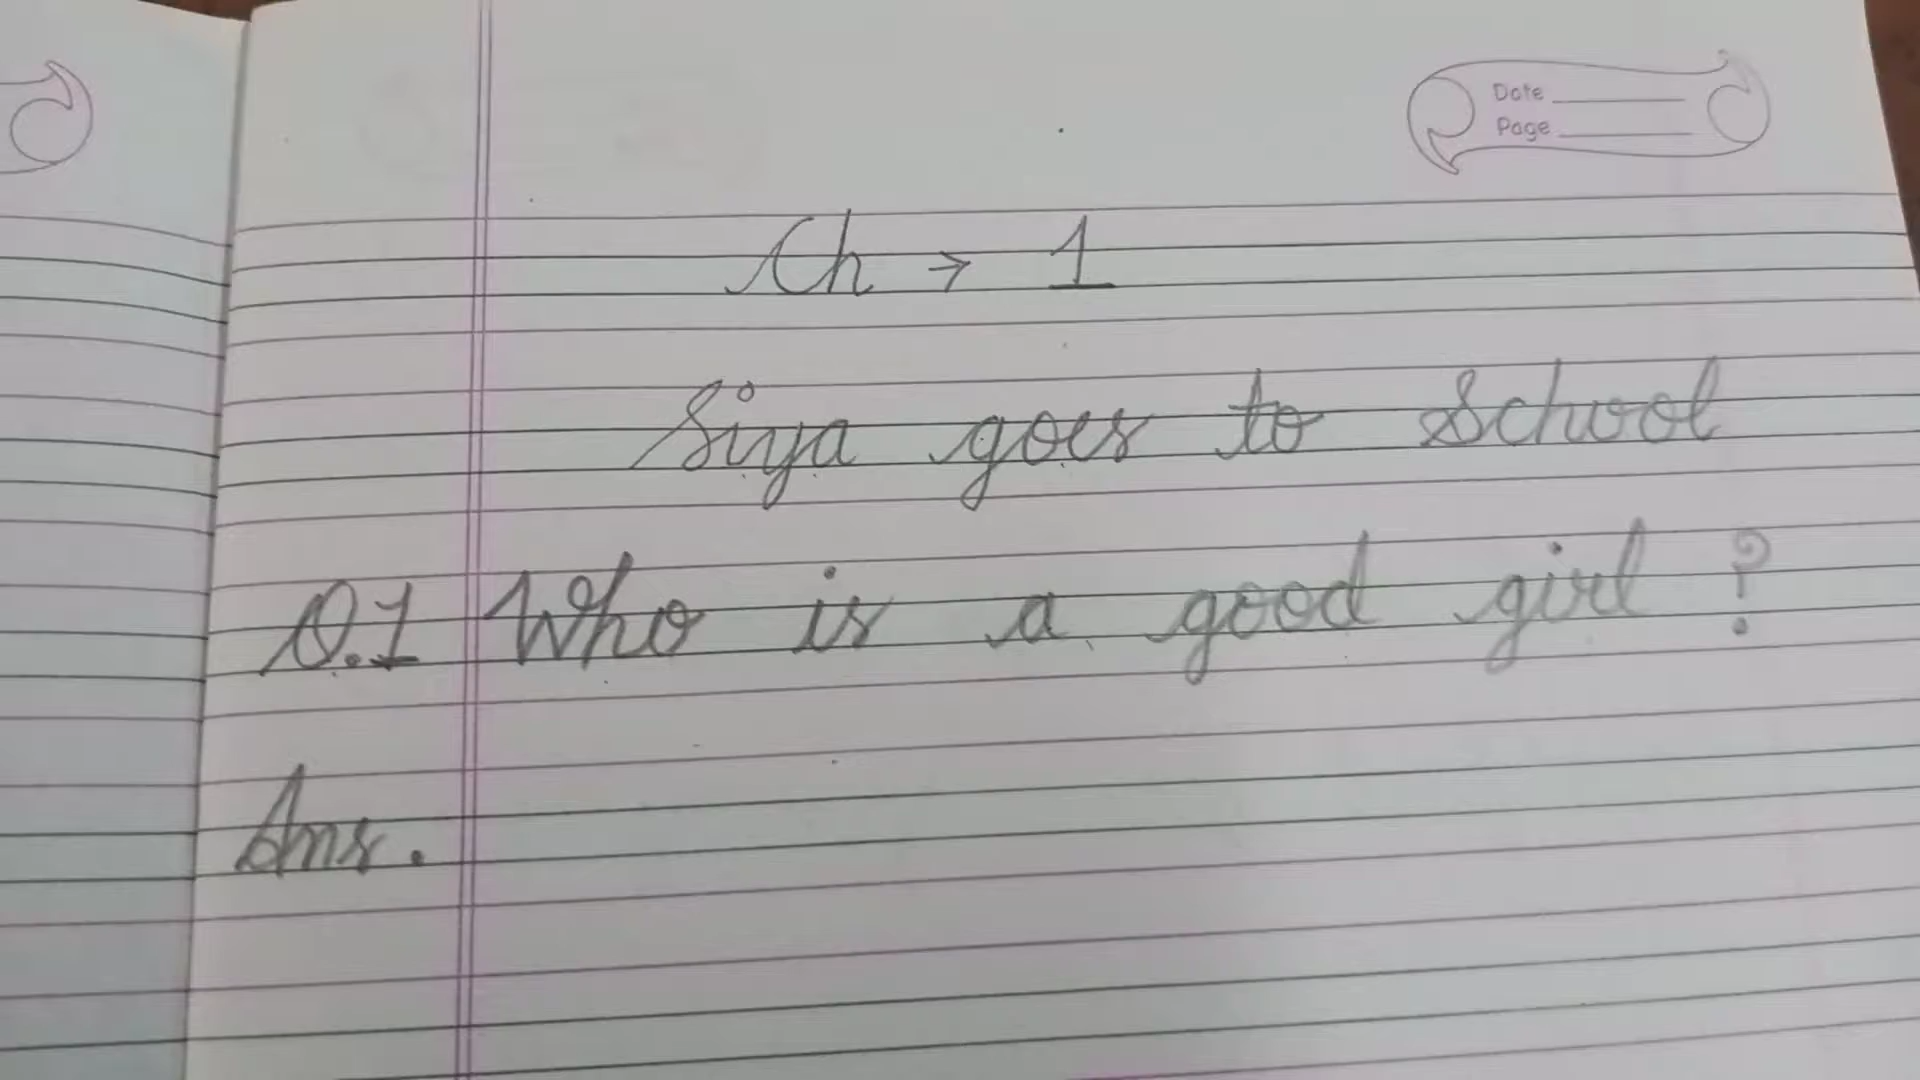 Date
Page
Ch → 1
Siya goes to School
Q.1 Who is a good girl ?
Ans.